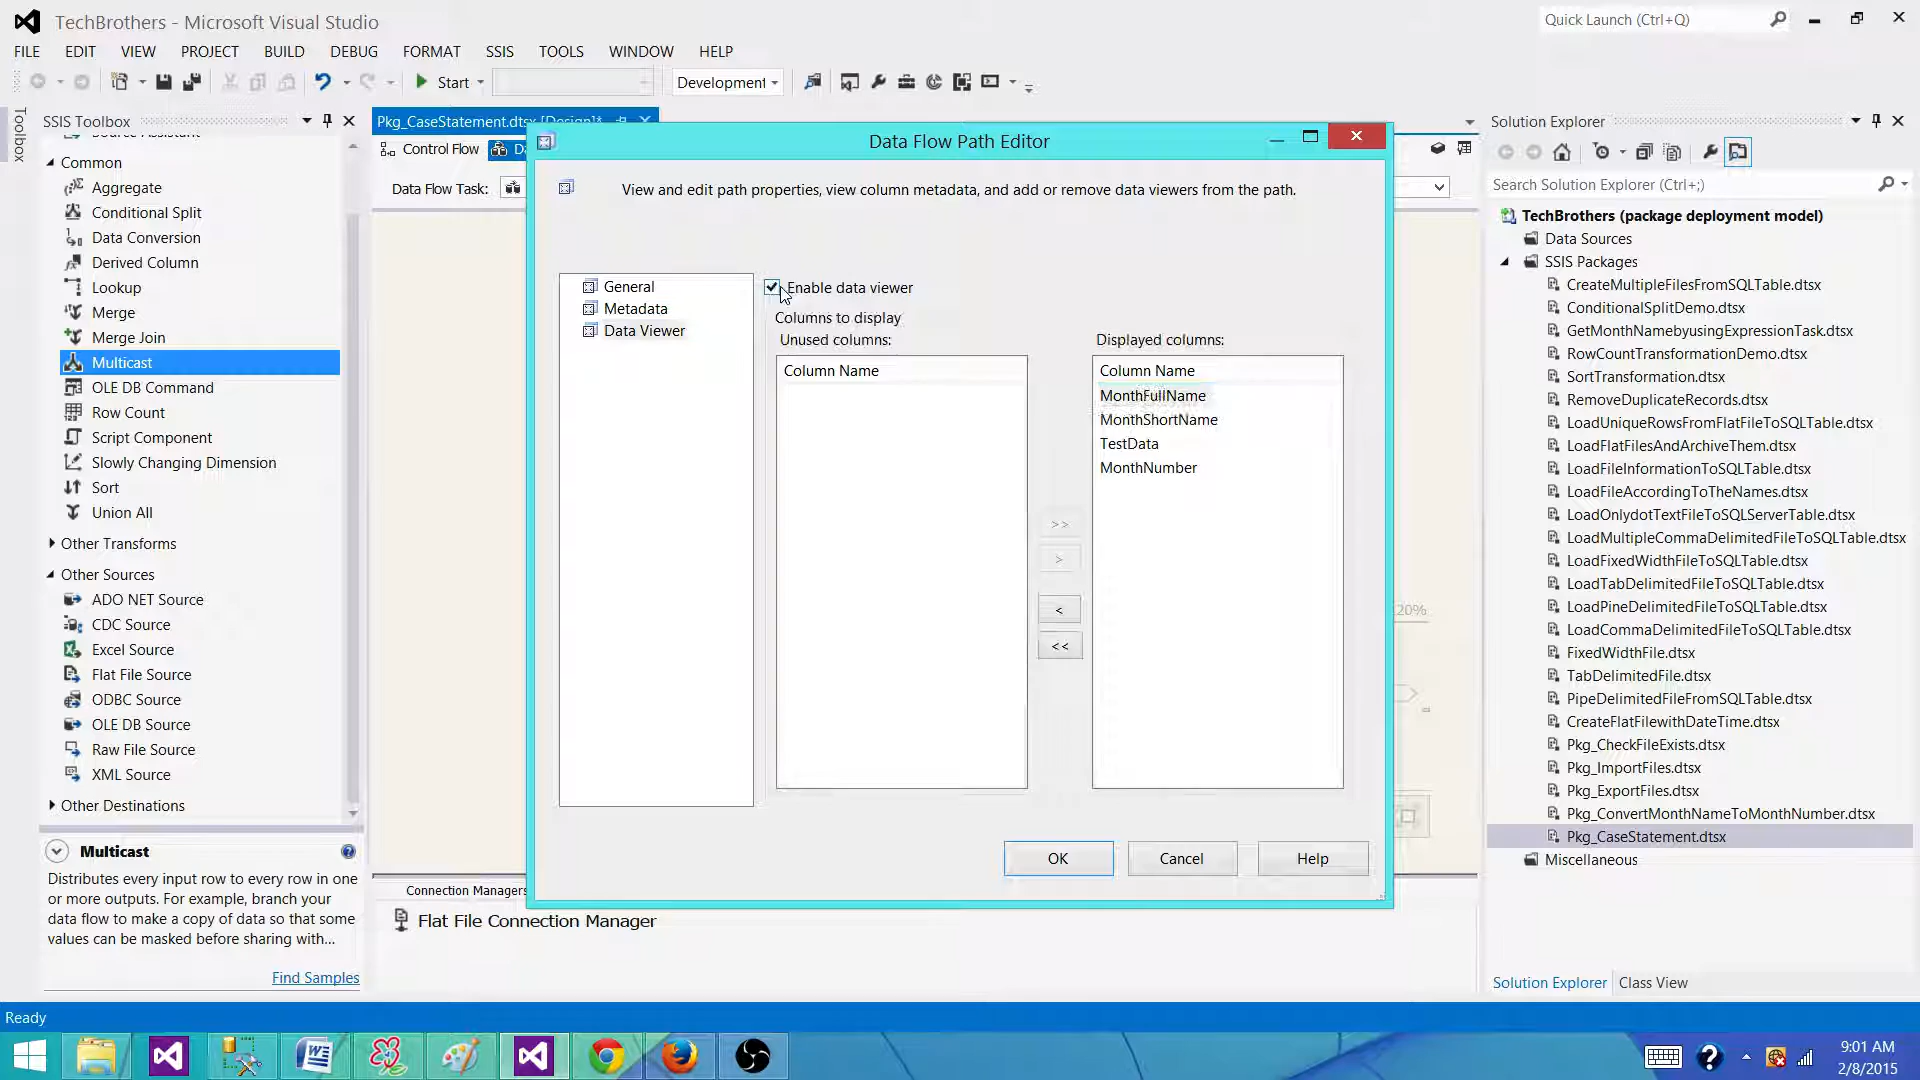 TechBrothers - Microsoft Visual Studio
Quick Launch (Ctrl+Q)
FILE EDIT VIEW PROJECT BUILD DEBUG FORMAT SSIS TOOLS WINDOW HELP
Start
Development
Toolbox
SSIS Toolbox
Common
Aggregate
Conditional Split
Data Conversion
Derived Column
Lookup
Merge
Merge Join
Multicast
OLE DB Command
Row Count
Script Component
Slowly Changing Dimension
Sort
Union All
Other Transforms
Other Sources
ADO NET Source
CDC Source
Excel Source
Flat File Source
ODBC Source
OLE DB Source
Raw File Source
XML Source
Other Destinations
Multicast
Distributes every input row to every row in one
or more outputs. For example, branch your
data flow to make a copy of data so that some
values can be masked before sharing with...
Find Samples
Pkg_CaseStatement.dtsx [Design]*
Control Flow
Data Flow Task:
Data Flow Path Editor
View and edit path properties, view column metadata, and add or remove data viewers from the path.
General
Metadata
Data Viewer
Enable data viewer
Columns to display
Unused columns:
Column Name
>>
>
<
<<
Displayed columns:
Column Name
MonthFullName
MonthShortName
TestData
MonthNumber
OK Cancel Help
Connection Managers
Flat File Connection Manager
Solution Explorer
Search Solution Explorer (Ctrl+;)
TechBrothers (package deployment model)
Data Sources
SSIS Packages
CreateMultipleFilesFromSQLTable.dtsx
ConditionalSplitDemo.dtsx
GetMonthNamebyusingExpressionTask.dtsx
RowCountTransformationDemo.dtsx
SortTransformation.dtsx
RemoveDuplicateRecords.dtsx
LoadUniqueRowsFromFlatFileToSQLTable.dtsx
LoadFlatFilesAndArchiveThem.dtsx
LoadFileInformationToSQLTable.dtsx
LoadFileAccordingToTheNames.dtsx
LoadOnlydotTextFileToSQLServerTable.dtsx
LoadMultipleCommaDelimitedFileToSQLTable.dtsx
LoadFixedWidthFileToSQLTable.dtsx
LoadTabDelimitedFileToSQLTable.dtsx
LoadPineDelimitedFileToSQLTable.dtsx
LoadCommaDelimitedFileToSQLTable.dtsx
FixedWidthFile.dtsx
TabDelimitedFile.dtsx
PipeDelimitedFileFromSQLTable.dtsx
CreateFlatFilewithDateTime.dtsx
Pkg_CheckFileExists.dtsx
Pkg_ImportFiles.dtsx
Pkg_ExportFiles.dtsx
Pkg_ConvertMonthNameToMonthNumber.dtsx
Pkg_CaseStatement.dtsx
Miscellaneous
Solution Explorer Class View
Ready
9:01 AM
2/8/2015